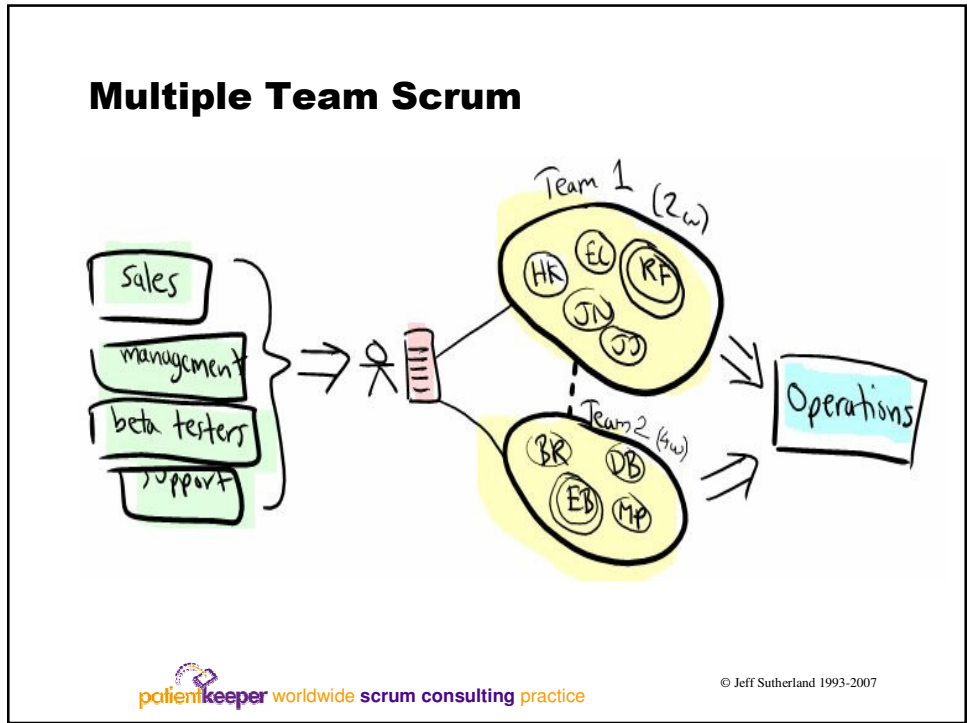 Multiple Team Scrum
sales
management
beta testers
support
Team 1 (2w)
HK
EC
RF
JN
JJ
Team 2 (4w)
BR
DB
EB
MP
Operations
patientkeeper worldwide scrum consulting practice
© Jeff Sutherland 1993-2007